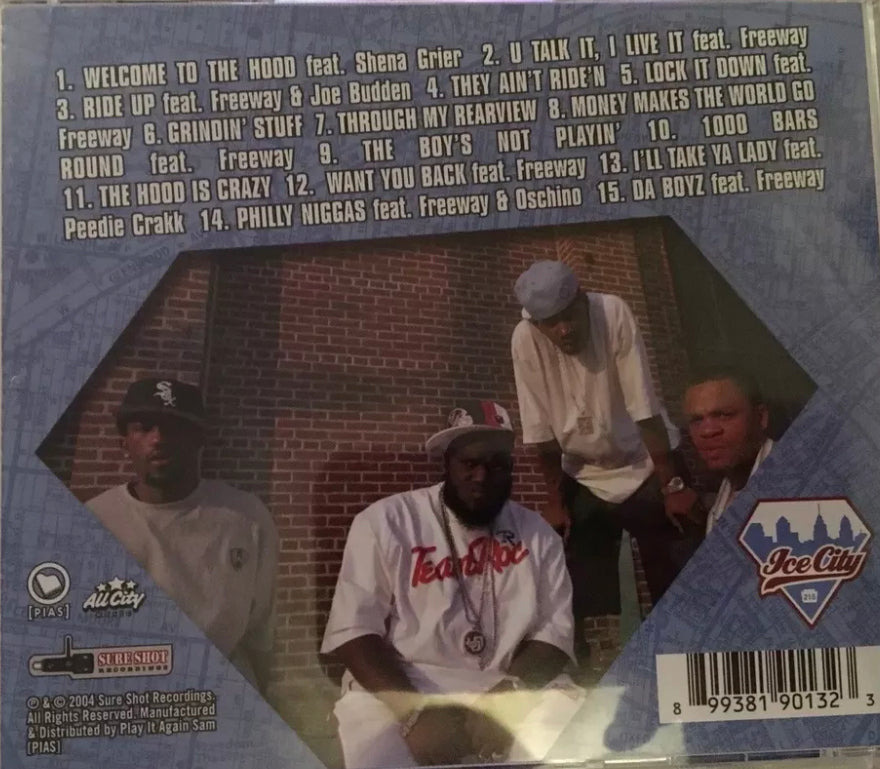 1. WELCOME TO THE HOOD feat. Shena Grier 2. U TALK IT, I LIVE IT feat. Freeway
3. RIDE UP feat. Freeway & Joe Budden 4. THEY AIN'T RIDE'N 5. LOCK IT DOWN feat.
Freeway 6. GRINDIN' STUFF 7. THROUGH MY REARVIEW 8. MONEY MAKES THE WORLD GO
ROUND feat. Freeway 9. THE BOY'S NOT PLAYIN' 10. 1000 BARS
11. THE HOOD IS CRAZY 12. WANT YOU BACK feat. Freeway 13. I'LL TAKE YA LADY feat.
Peedie Crakk 14. PHILLY NIGGAS feat. Freeway & Oschino 15. DA BOYZ feat. Freeway
Sox
Team Roc
Ice City
215
[PIAS]
All City
SURE SHOT
RECORDINGS
℗ & © 2004 Sure Shot Recordings.
All Rights Reserved. Manufactured
& Distributed by Play It Again Sam
[PIAS]
8 99381 90132 3